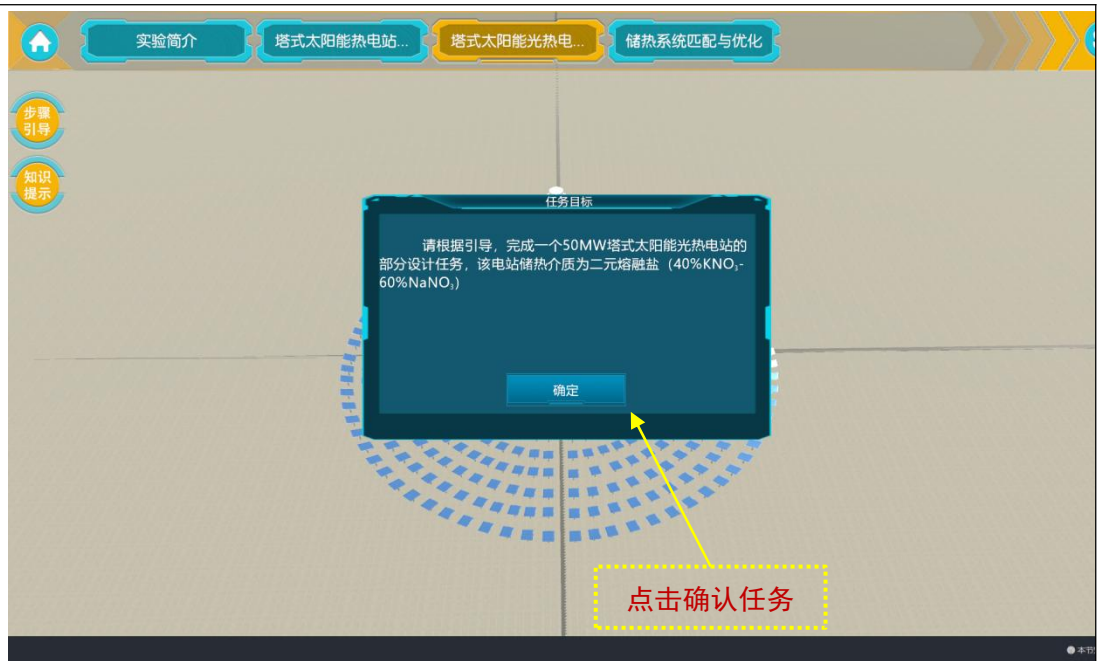 实验简介
塔式太阳能热电站...
塔式太阳能光热电...
储热系统匹配与优化
步骤
引导
知识
提示
任务目标
请根据引导，完成一个50MW塔式太阳能光热电站的
部分设计任务，该电站储热介质为二元熔融盐（40%KNO₃-
60%NaNO₃）
确定
点击确认任务